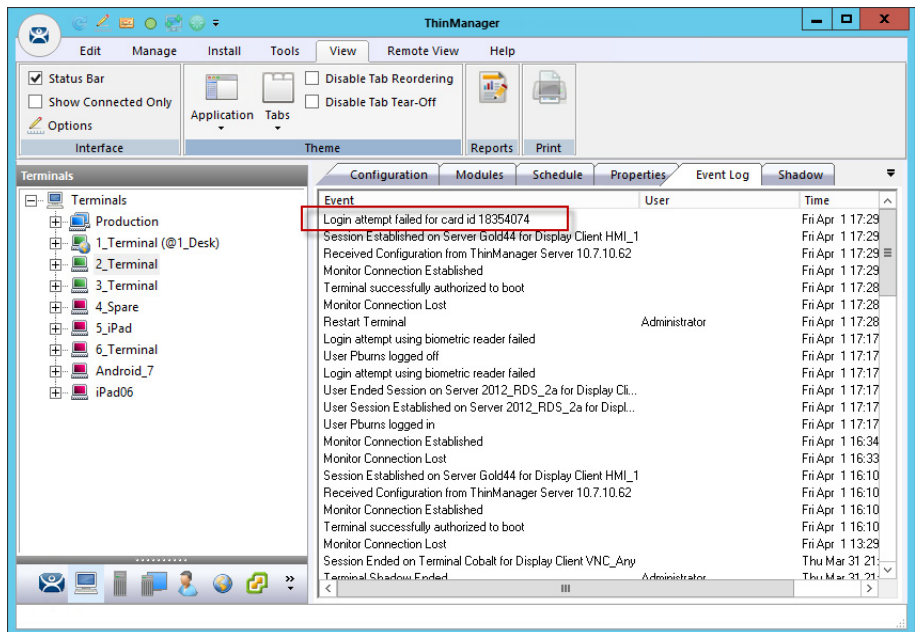 ThinManager
Edit Manage Install Tools View Remote View Help
Status Bar
Show Connected Only
Options
Interface
Application
Tabs
Disable Tab Reordering
Disable Tab Tear-Off
Theme
Reports
Print
Terminals
Terminals
Production
1_Terminal (@1_Desk)
2_Terminal
3_Terminal
4_Spare
5_iPad
6_Terminal
Android_7
iPad06
Configuration Modules Schedule Properties Event Log Shadow
Event User Time
Login attempt failed for card id 18354074 Fri Apr 1 17:29
Session Established on Server Gold44 for Display Client HMI_1 Fri Apr 1 17:29
Received Configuration from ThinManager Server 10.7.10.62 Fri Apr 1 17:29
Monitor Connection Established Fri Apr 1 17:29
Terminal successfully authorized to boot Fri Apr 1 17:28
Monitor Connection Lost Fri Apr 1 17:28
Restart Terminal Administrator Fri Apr 1 17:28
Login attempt using biometric reader failed Fri Apr 1 17:17
User Pburns logged off Fri Apr 1 17:17
Login attempt using biometric reader failed Fri Apr 1 17:17
User Ended Session on Server 2012_RDS_2a for Display Cli... Fri Apr 1 17:17
User Session Established on Server 2012_RDS_2a for Displ... Fri Apr 1 17:17
User Pburns logged in Fri Apr 1 17:17
Monitor Connection Established Fri Apr 1 16:34
Monitor Connection Lost Fri Apr 1 16:33
Session Established on Server Gold44 for Display Client HMI_1 Fri Apr 1 16:10
Received Configuration from ThinManager Server 10.7.10.62 Fri Apr 1 16:10
Monitor Connection Established Fri Apr 1 16:10
Terminal successfully authorized to boot Fri Apr 1 16:10
Monitor Connection Lost Fri Apr 1 13:29
Session Ended on Terminal Cobalt for Display Client VNC_Any Thu Mar 31 21:
Terminal Shadow Ended Administrator Thu Mar 31 21: